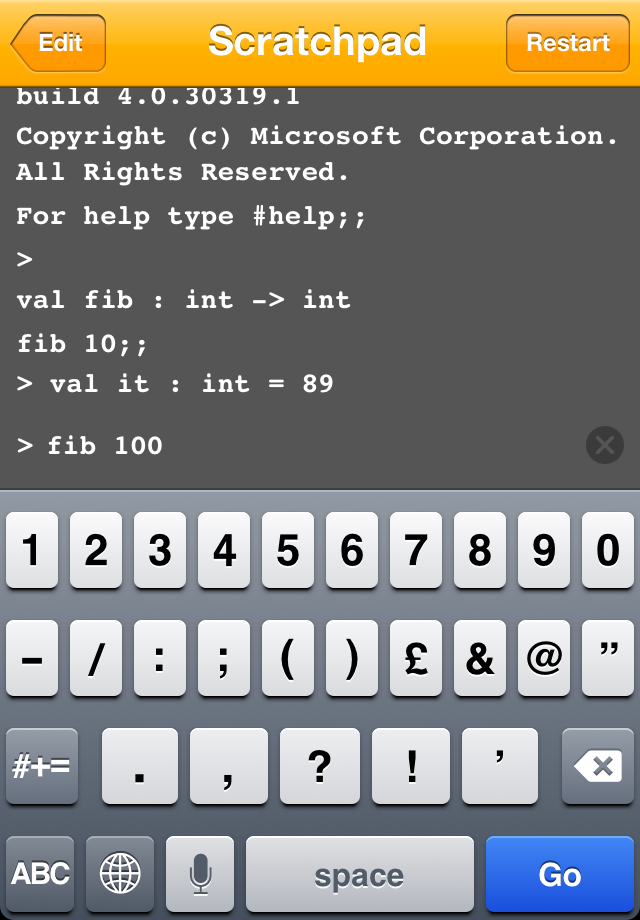 Edit Scratchpad Restart
build 4.0.30319.1
Copyright (c) Microsoft Corporation.
All Rights Reserved.
For help type #help;;
>
val fib : int -> int
fib 10;;
> val it : int = 89
> fib 100
1 2 3 4 5 6 7 8 9 0
- / : ; ( ) £ & @ ”
#+= . , ? ! ’
ABC space Go